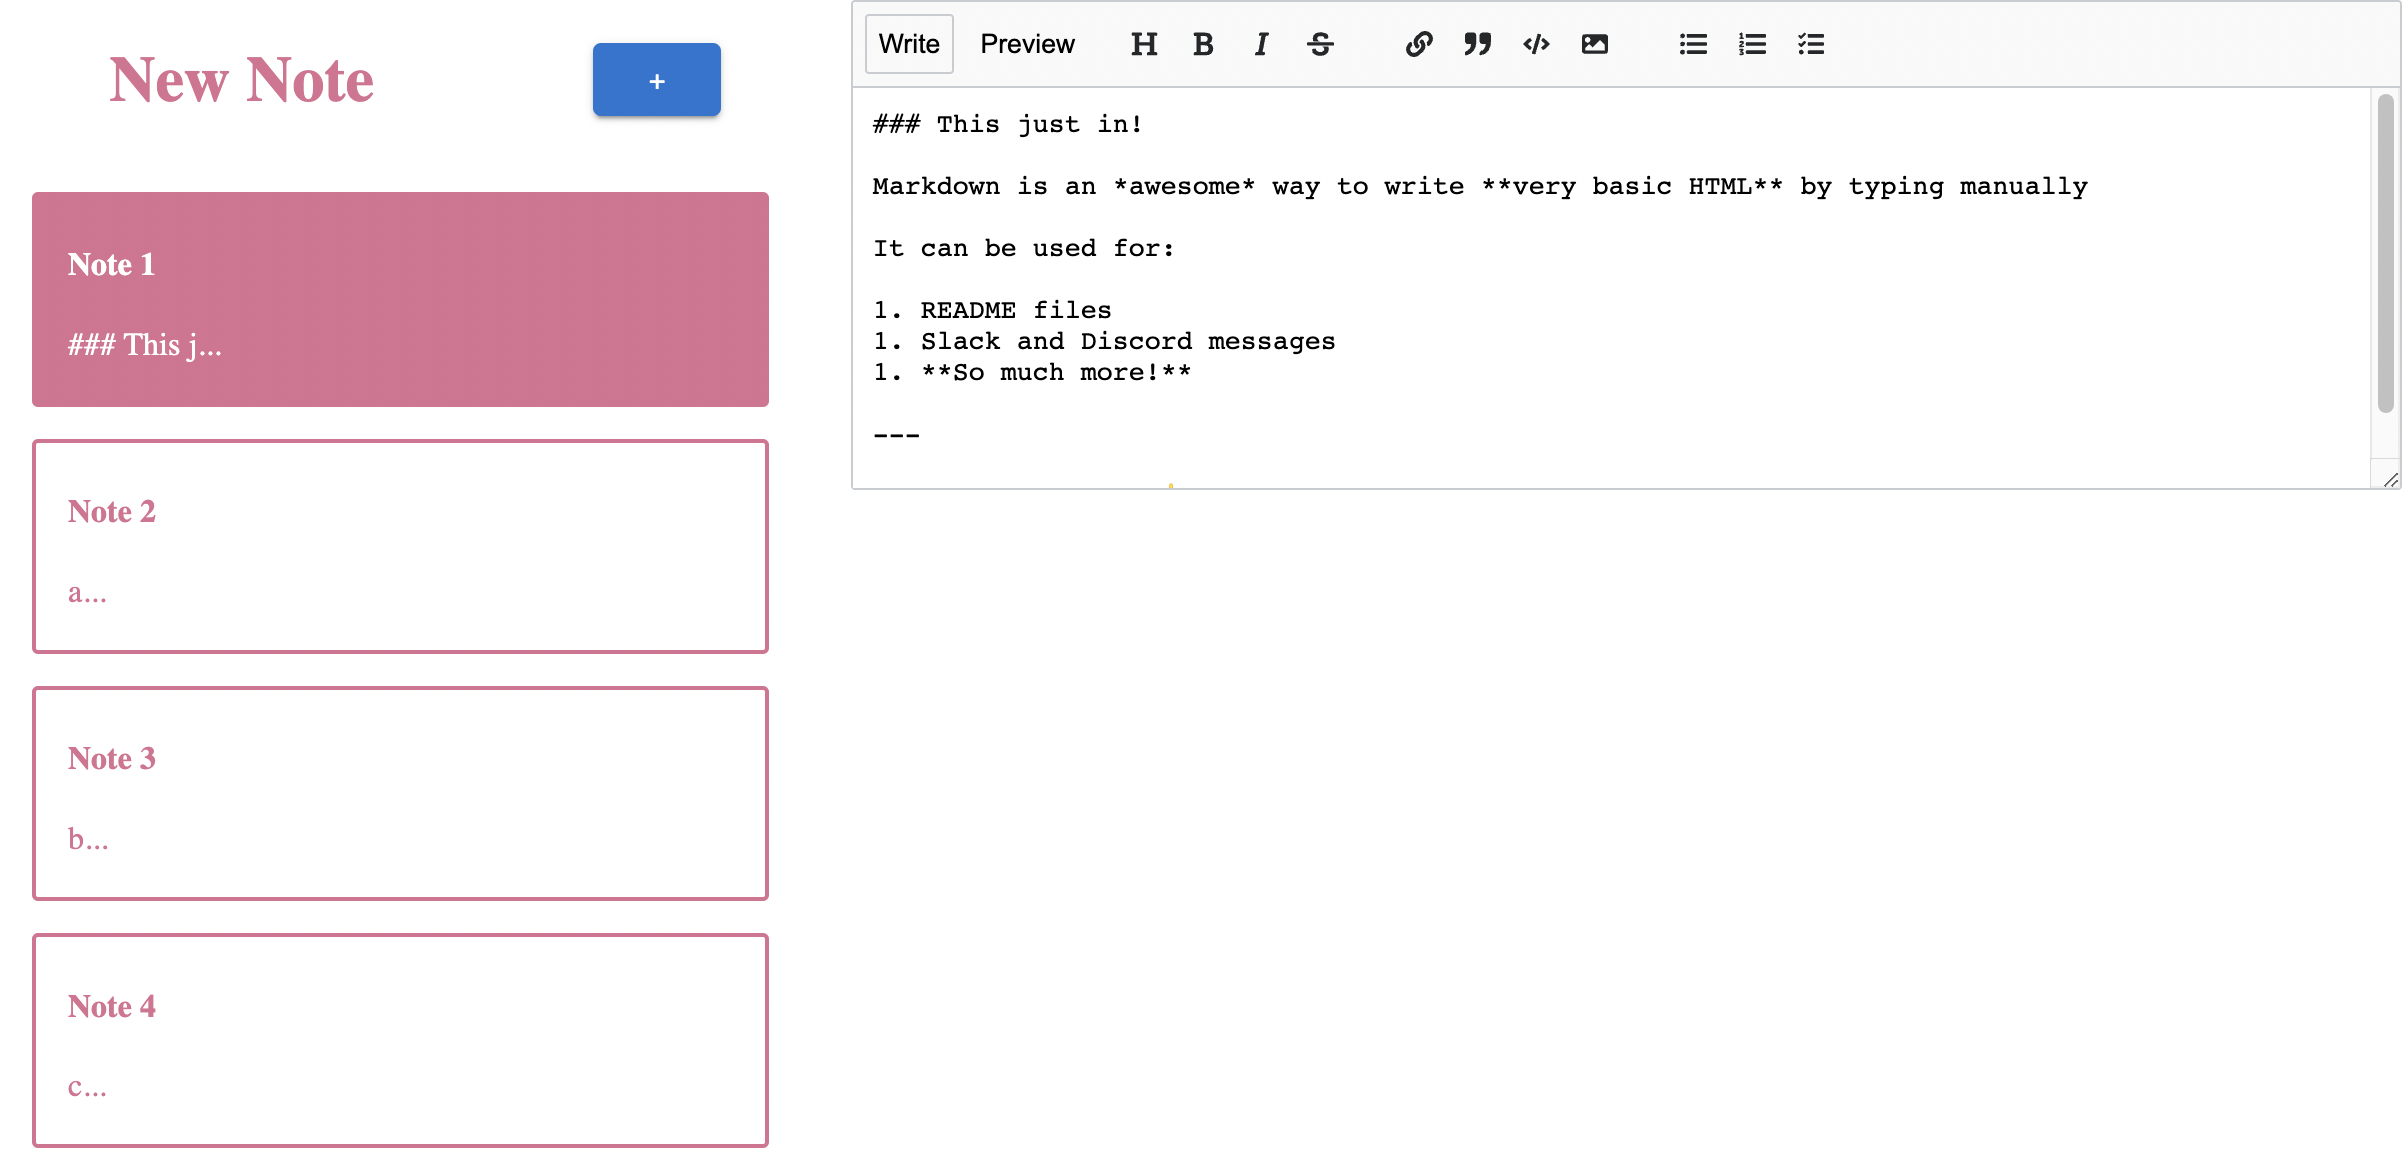 New Note
+
Note 1
### This j...
Note 2
a...
Note 3
b...
Note 4
c...
Write Preview H B I S
### This just in!
Markdown is an *awesome* way to write **very basic HTML** by typing manually
It can be used for:
1. README files
1. Slack and Discord messages
1. **So much more!**
---